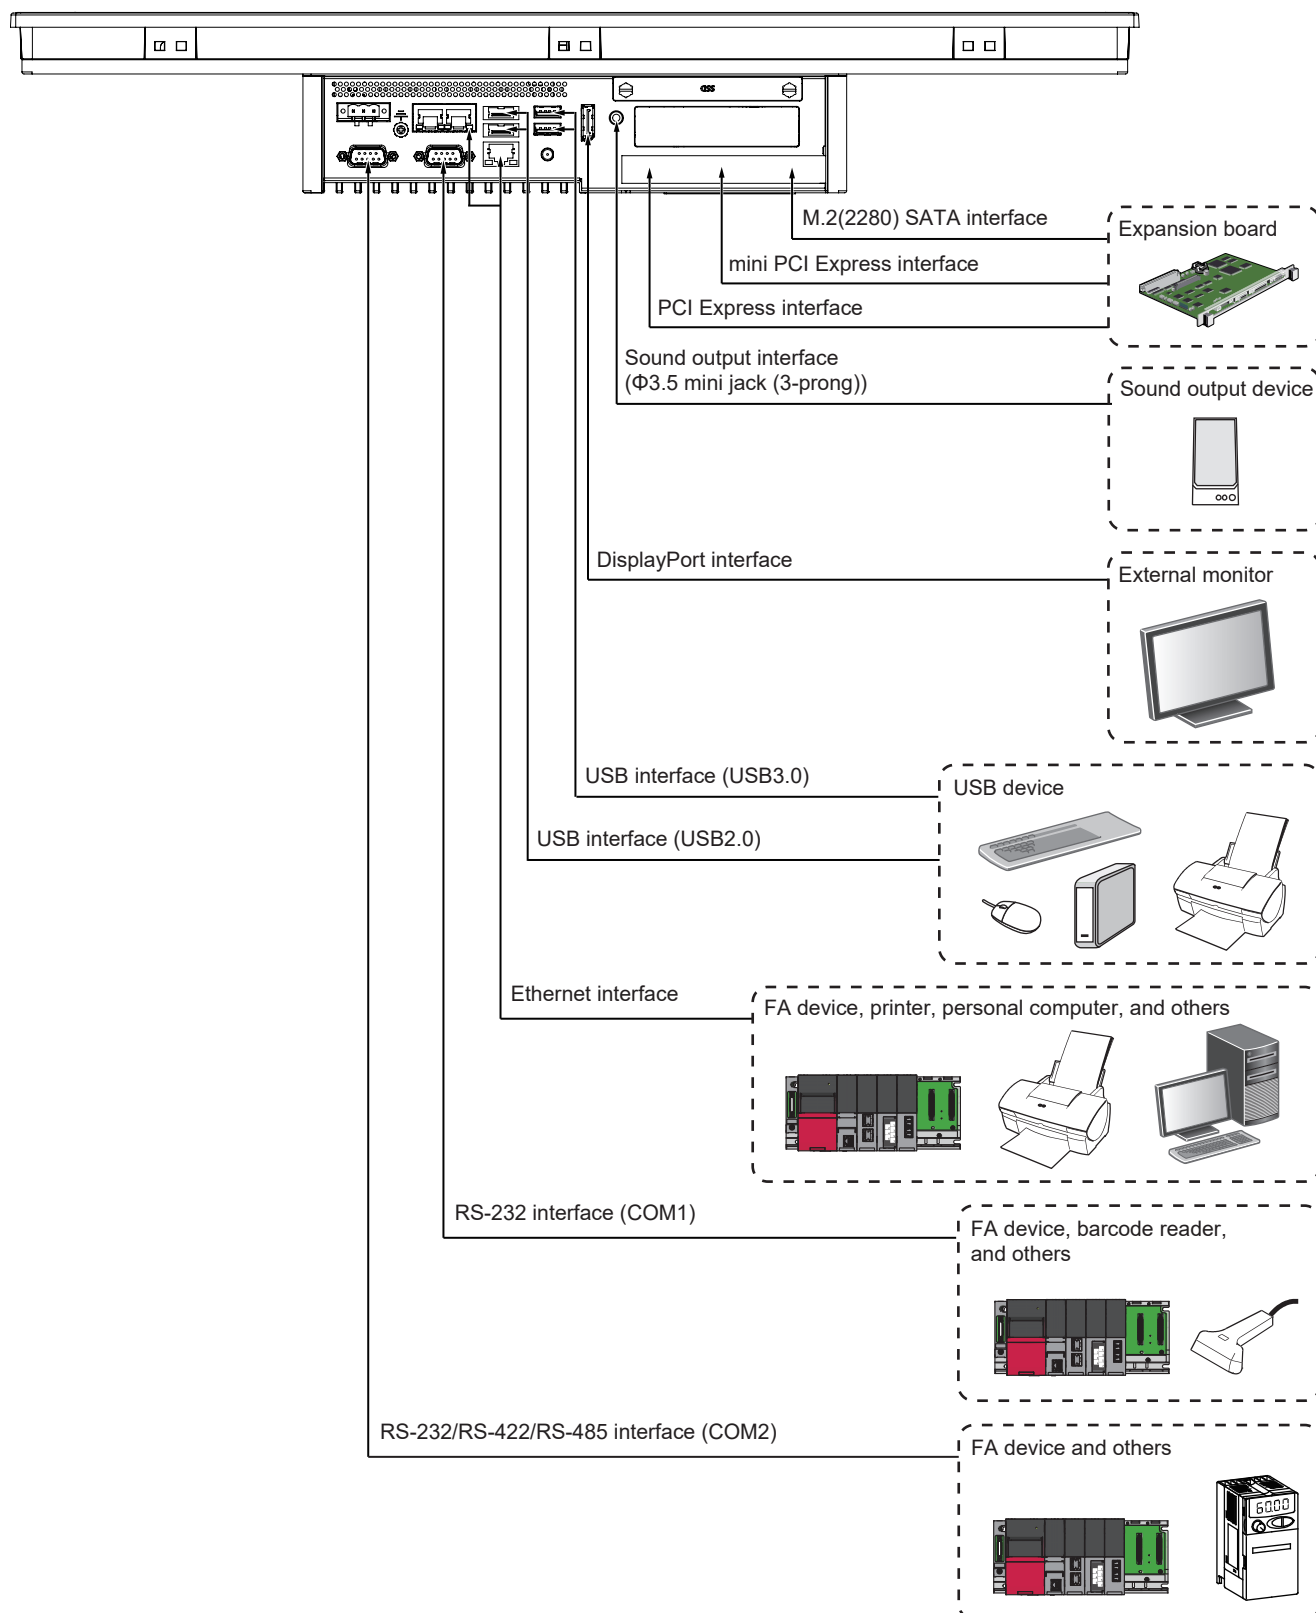 SSD
M.2(2280) SATA interface
Expansion board
mini PCI Express interface
PCI Express interface
Sound output interface
(Φ3.5 mini jack (3-prong))
Sound output device
DisplayPort interface
External monitor
USB interface (USB3.0)
USB device
USB interface (USB2.0)
Ethernet interface
FA device, printer, personal computer, and others
RS-232 interface (COM1)
FA device, barcode reader,
and others
RS-232/RS-422/RS-485 interface (COM2)
FA device and others
60.00